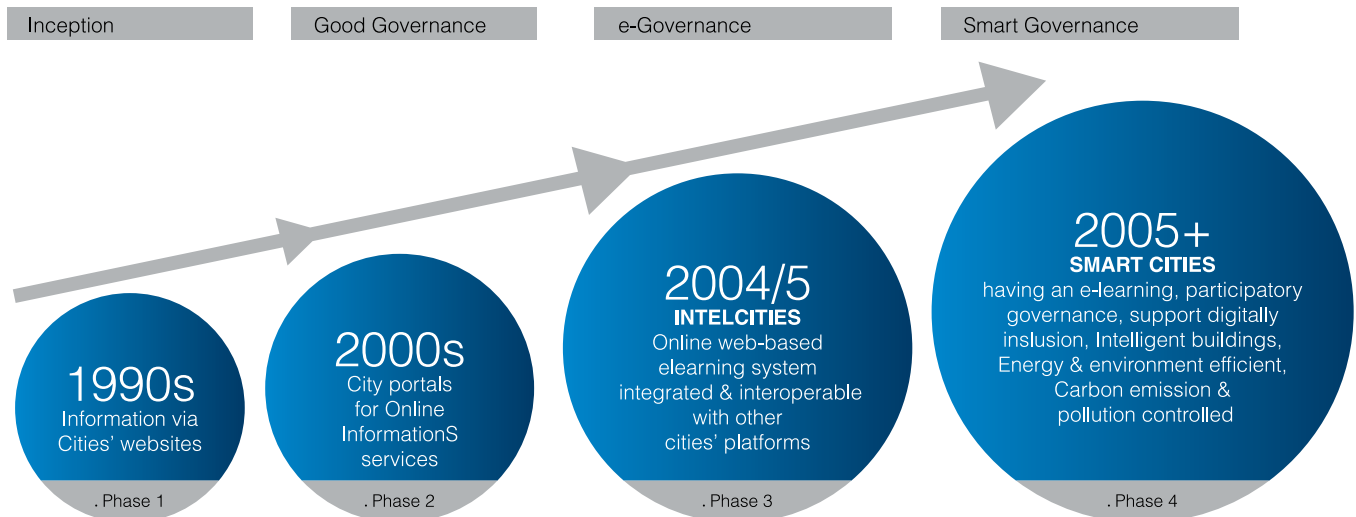 Inception
Good Governance
e-Governance
Smart Governance
1990s
Information via
Cities' websites
. Phase 1
2000s
City portals
for Online
InformationS
services
. Phase 2
2004/5
INTELCITIES
Online web-based
elearning system
integrated & interoperable
with other
cities' platforms
. Phase 3
2005+
SMART CITIES
having an e-learning, participatory
governance, support digitally
inslusion, Intelligent buildings,
Energy & environment efficient,
Carbon emission &
pollution controlled
. Phase 4